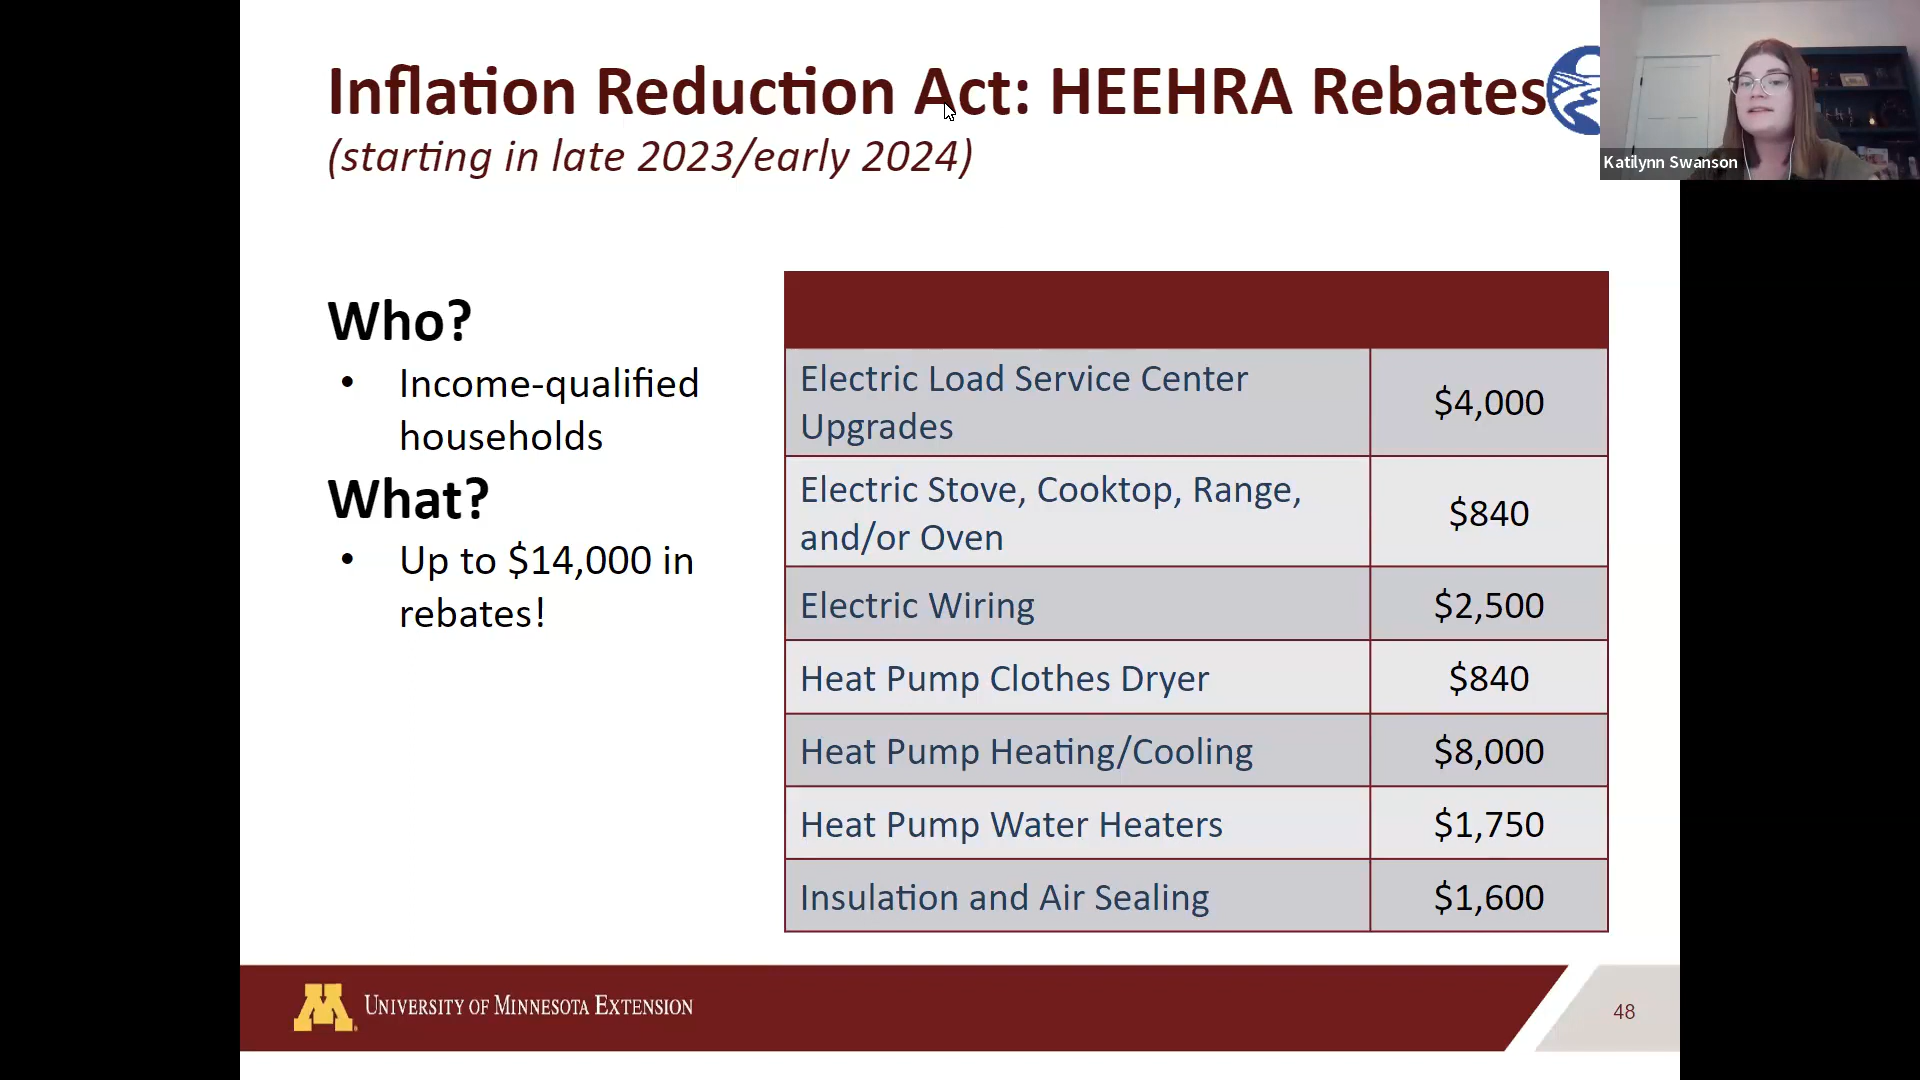 Inflation Reduction Act: HEEHRA Rebates
(starting in late 2023/early 2024)
Katilynn Swanson
Who?
• Income-qualified
households
What?
• Up to $14,000 in
rebates!
Electric Load Service Center
Upgrades
$4,000
Electric Stove, Cooktop, Range,
and/or Oven
$840
Electric Wiring
$2,500
Heat Pump Clothes Dryer
$840
Heat Pump Heating/Cooling
$8,000
Heat Pump Water Heaters
$1,750
Insulation and Air Sealing
$1,600
M
UNIVERSITY OF MINNESOTA EXTENSION
48